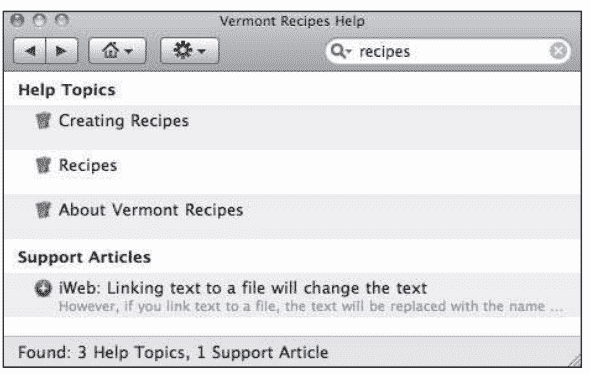 Vermont Recipes Help
recipes
Help Topics
Creating Recipes
Recipes
About Vermont Recipes
Support Articles
iWeb: Linking text to a file will change the text
However, if you link text to a file, the text will be replaced with the name ...
Found: 3 Help Topics, 1 Support Article